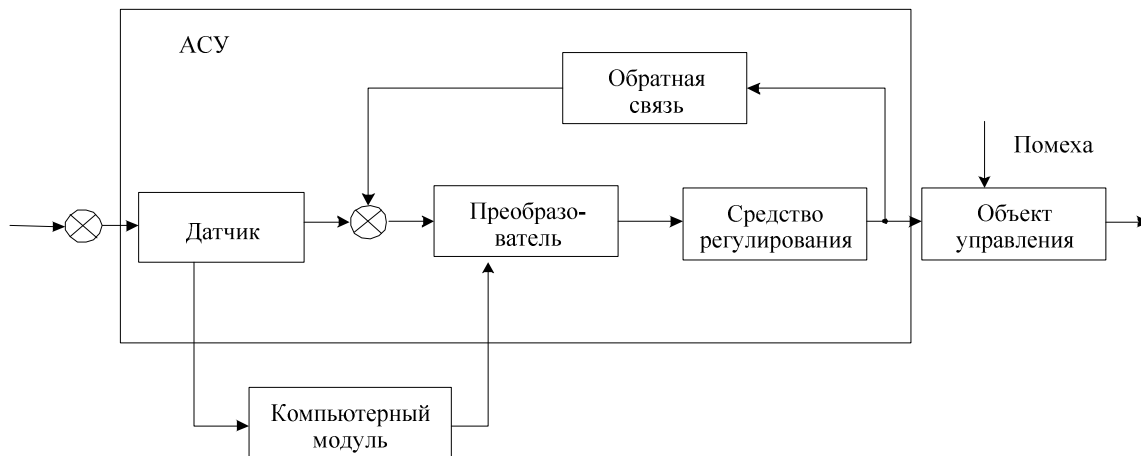 АСУ
Обратная
связь
Помеха
Датчик
Преобразо-
ватель
Средство
регулирования
Объект
управления
Компьютерный
модуль